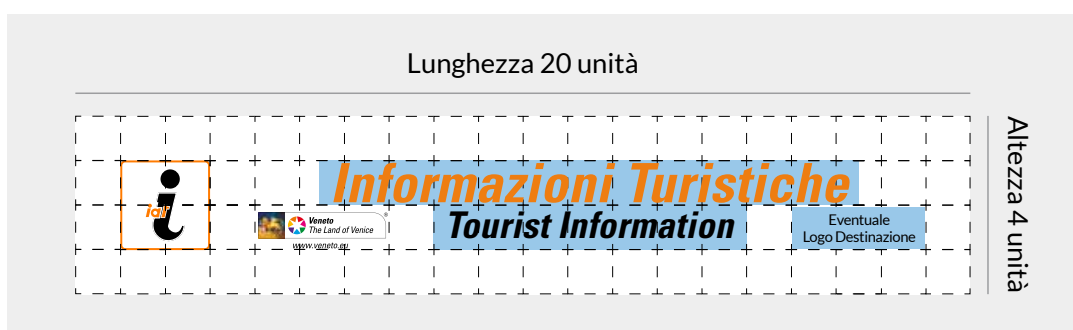 Lunghezza 20 unità
Altezza 4 unità
Informazioni Turistiche
iat
Veneto
The Land of Venice
®
www.veneto.eu
Tourist Information
Eventuale
Logo Destinazione